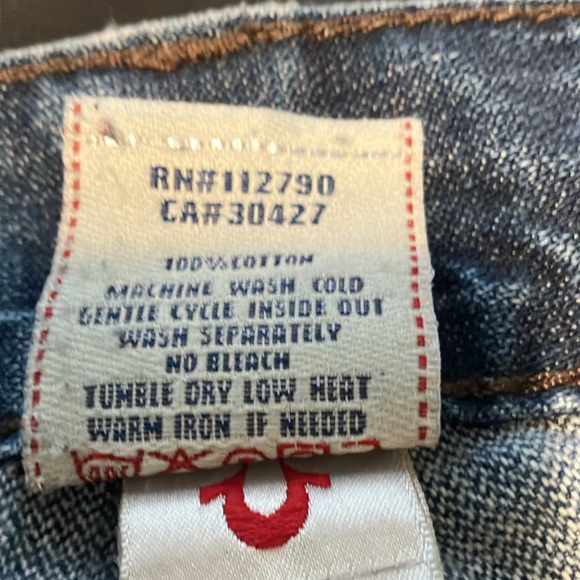 RN#112790
CA#30427
100% COTTON
MACHINE WASH COLD
GENTLE CYCLE INSIDE OUT
WASH SEPARATELY
NO BLEACH
TUMBLE DRY LOW HEAT
WARM IRON IF NEEDED